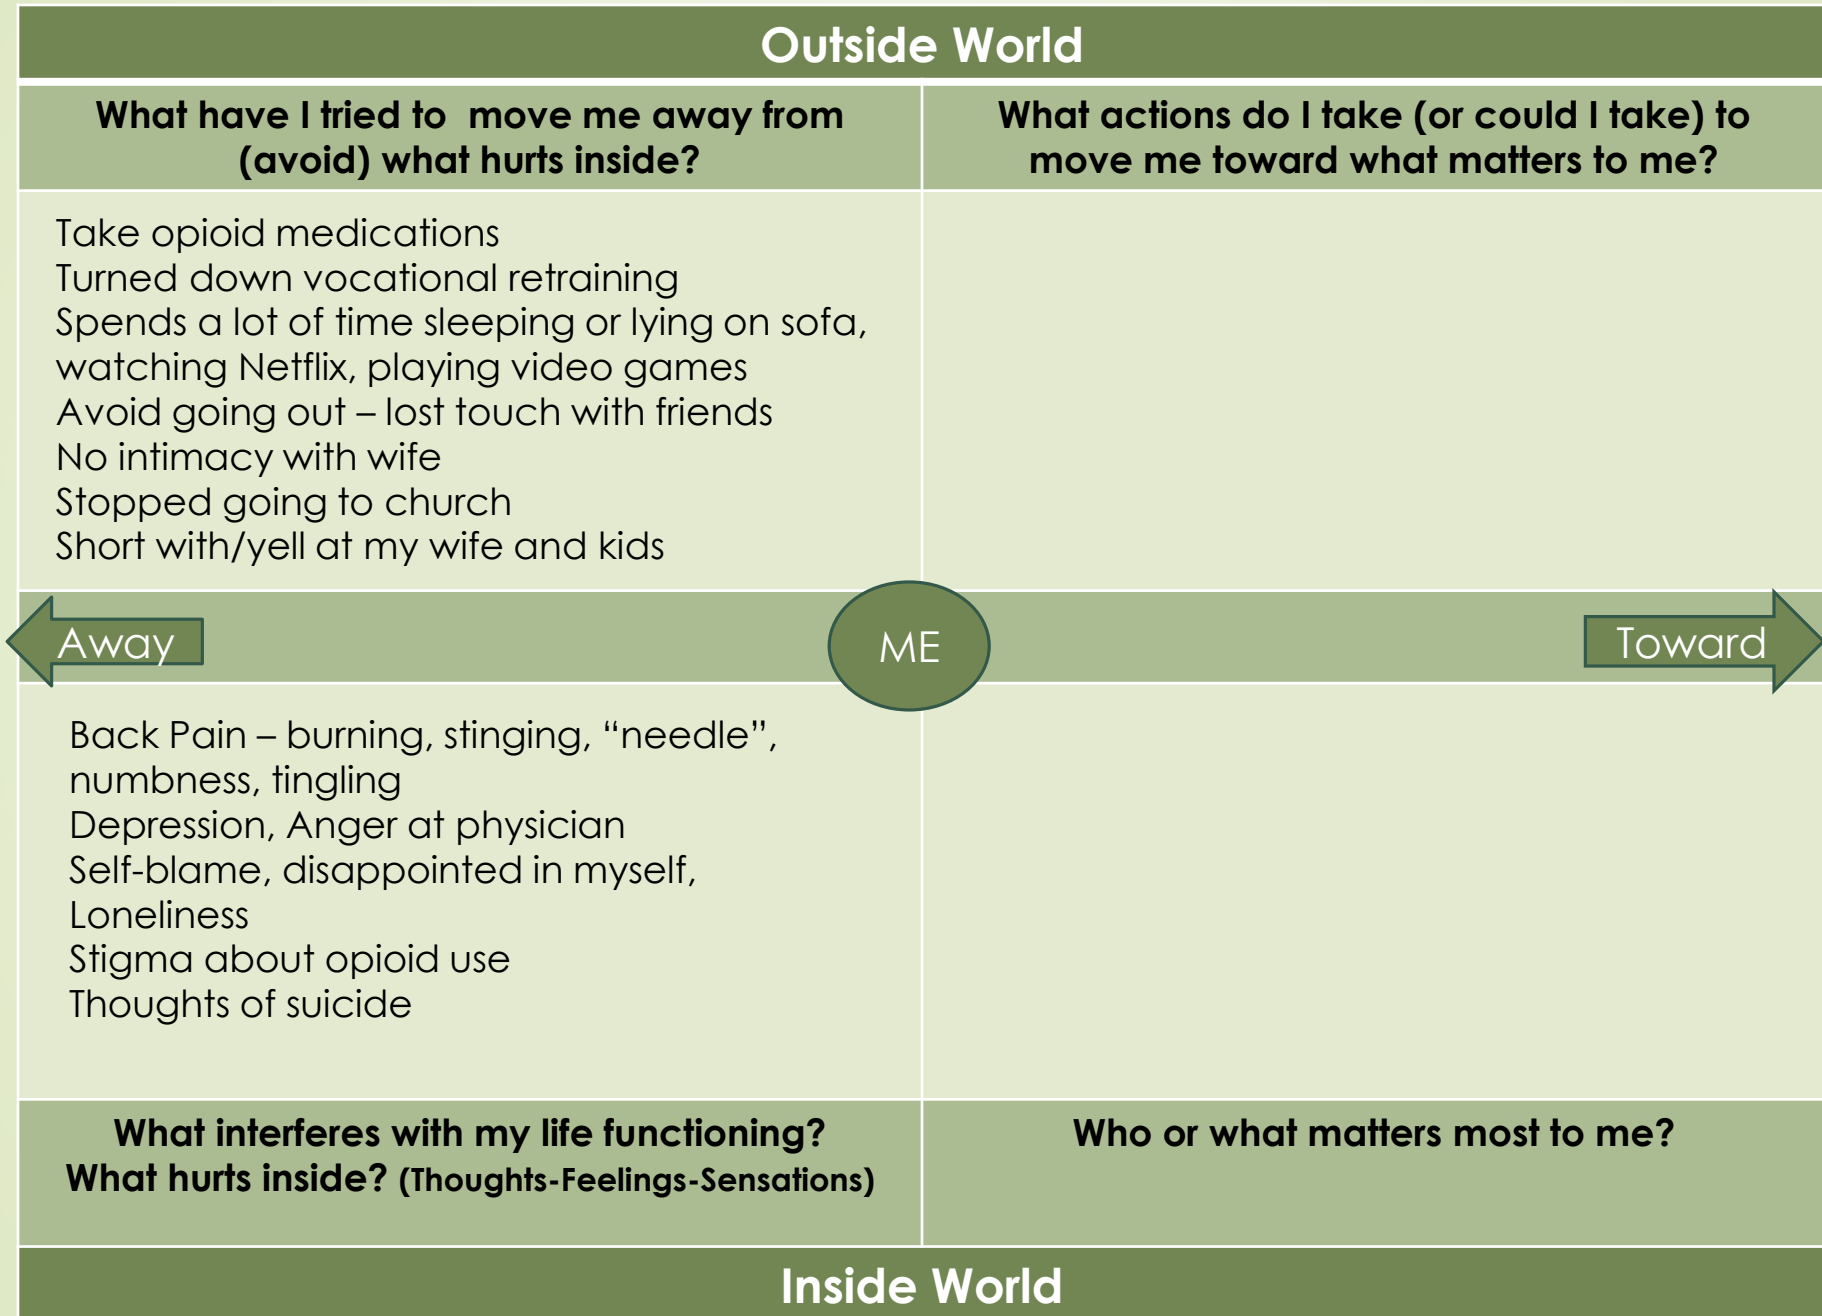 Outside World
What have I tried to move me away from
(avoid) what hurts inside?
What actions do I take (or could I take) to
move me toward what matters to me?
Take opioid medications
Turned down vocational retraining
Spends a lot of time sleeping or lying on sofa,
watching Netflix, playing video games
Avoid going out – lost touch with friends
No intimacy with wife
Stopped going to church
Short with/yell at my wife and kids
Away
ME
Toward
Back Pain – burning, stinging, “needle”,
numbness, tingling
Depression, Anger at physician
Self-blame, disappointed in myself,
Loneliness
Stigma about opioid use
Thoughts of suicide
What interferes with my life functioning?
What hurts inside? (Thoughts-Feelings-Sensations)
Who or what matters most to me?
Inside World